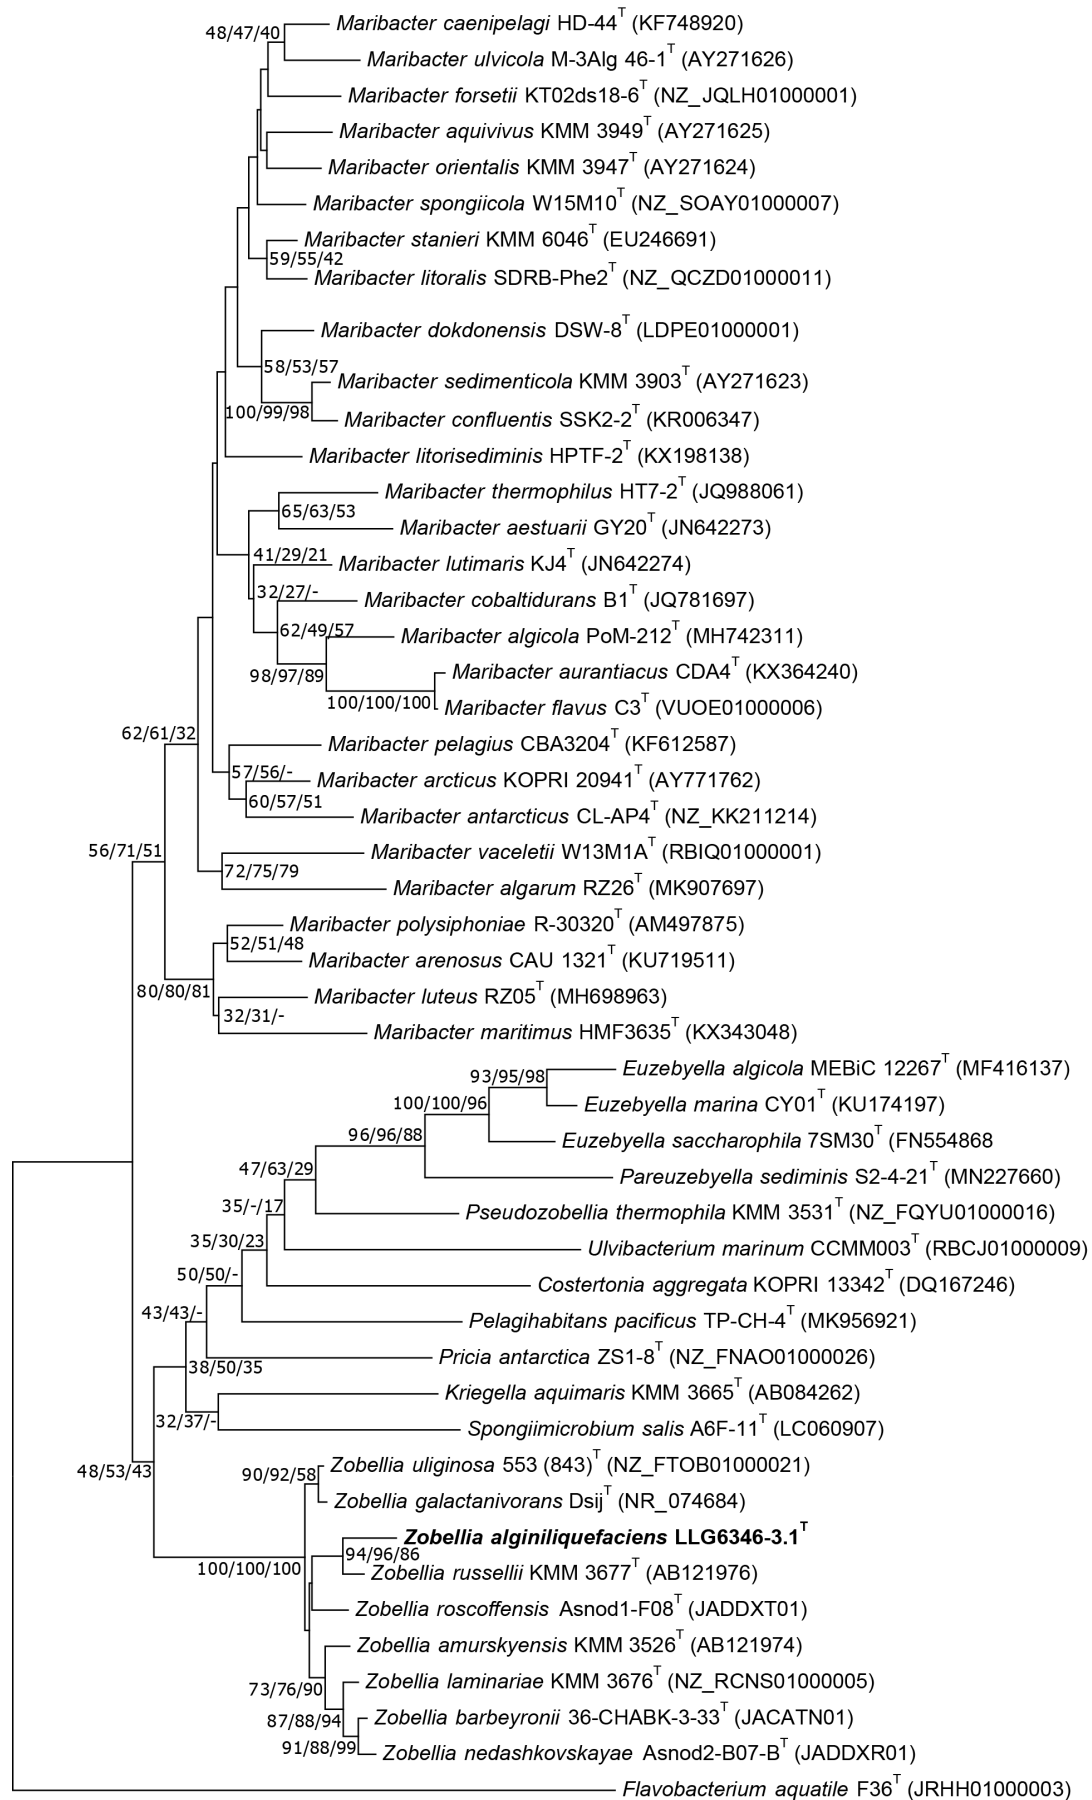 48/47/40
Maribacter caenipelagi HD-44T (KF748920)
Maribacter ulvicola M-3Alg 46-1T (AY271626)
Maribacter forsetii KT02ds18-6T (NZ_JQLH01000001)
Maribacter aquivivus KMM 3949T (AY271625)
Maribacter orientalis KMM 3947T (AY271624)
Maribacter spongiicola W15M10T (NZ_SOAY01000007)
Maribacter stanieri KMM 6046T (EU246691)
59/55/42
Maribacter litoralis SDRB-Phe2T (NZ_QCZD01000011)
Maribacter dokdonensis DSW-8T (LDPE01000001)
58/53/57
Maribacter sedimenticola KMM 3903T (AY271623)
100/99/98
Maribacter confluentis SSK2-2T (KR006347)
Maribacter litorisediminis HPTF-2T (KX198138)
Maribacter thermophilus HT7-2T (JQ988061)
65/63/53
Maribacter aestuarii GY20T (JN642273)
41/29/21
Maribacter lutimaris KJ4T (JN642274)
32/27/-
Maribacter cobaltidurans B1T (JQ781697)
62/49/57
Maribacter algicola PoM-212T (MH742311)
98/97/89
Maribacter aurantiacus CDA4T (KX364240)
100/100/100
Maribacter flavus C3T (VUOE01000006)
62/61/32
Maribacter pelagius CBA3204T (KF612587)
57/56/-
Maribacter arcticus KOPRI 20941T (AY771762)
60/57/51
Maribacter antarcticus CL-AP4T (NZ_KK211214)
56/71/51
Maribacter vaceletii W13M1AT (RBIQ01000001)
72/75/79
Maribacter algarum RZ26T (MK907697)
Maribacter polysiphoniae R-30320T (AM497875)
52/51/48
Maribacter arenosus CAU 1321T (KU719511)
80/80/81
Maribacter luteus RZ05T (MH698963)
32/31/-
Maribacter maritimus HMF3635T (KX343048)
Euzebyella algicola MEBiC 12267T (MF416137)
93/95/98
Euzebyella marina CY01T (KU174197)
100/100/96
Euzebyella saccharophila 7SM30T (FN554868
96/96/88
Pareuzebyella sediminis S2-4-21T (MN227660)
47/63/29
Pseudozobellia thermophila KMM 3531T (NZ_FQYU01000016)
35/-/17
Ulvibacterium marinum CCMM003T (RBCJ01000009)
35/30/23
Costertonia aggregata KOPRI 13342T (DQ167246)
50/50/-
Pelagihabitans pacificus TP-CH-4T (MK956921)
43/43/-
Pricia antarctica ZS1-8T (NZ_FNAO01000026)
38/50/35
Kriegella aquimaris KMM 3665T (AB084262)
32/37/-
Spongiimicrobium salis A6F-11T (LC060907)
48/53/43
Zobellia uliginosa 553 (843)T (NZ_FTOB01000021)
90/92/58
Zobellia galactanivorans DsijT (NR_074684)
Zobellia alginiliquefaciens LLG6346-3.1T
94/96/86
Zobellia russellii KMM 3677T (AB121976)
100/100/100
Zobellia roscoffensis Asnod1-F08T (JADDXT01)
Zobellia amurskyensis KMM 3526T (AB121974)
Zobellia laminariae KMM 3676T (NZ_RCNS01000005)
73/76/90
Zobellia barbeyronii 36-CHABK-3-33T (JACATN01)
87/88/94
91/88/99
Zobellia nedashkovskayae Asnod2-B07-BT (JADDXR01)
Flavobacterium aquatile F36T (JRHH01000003)